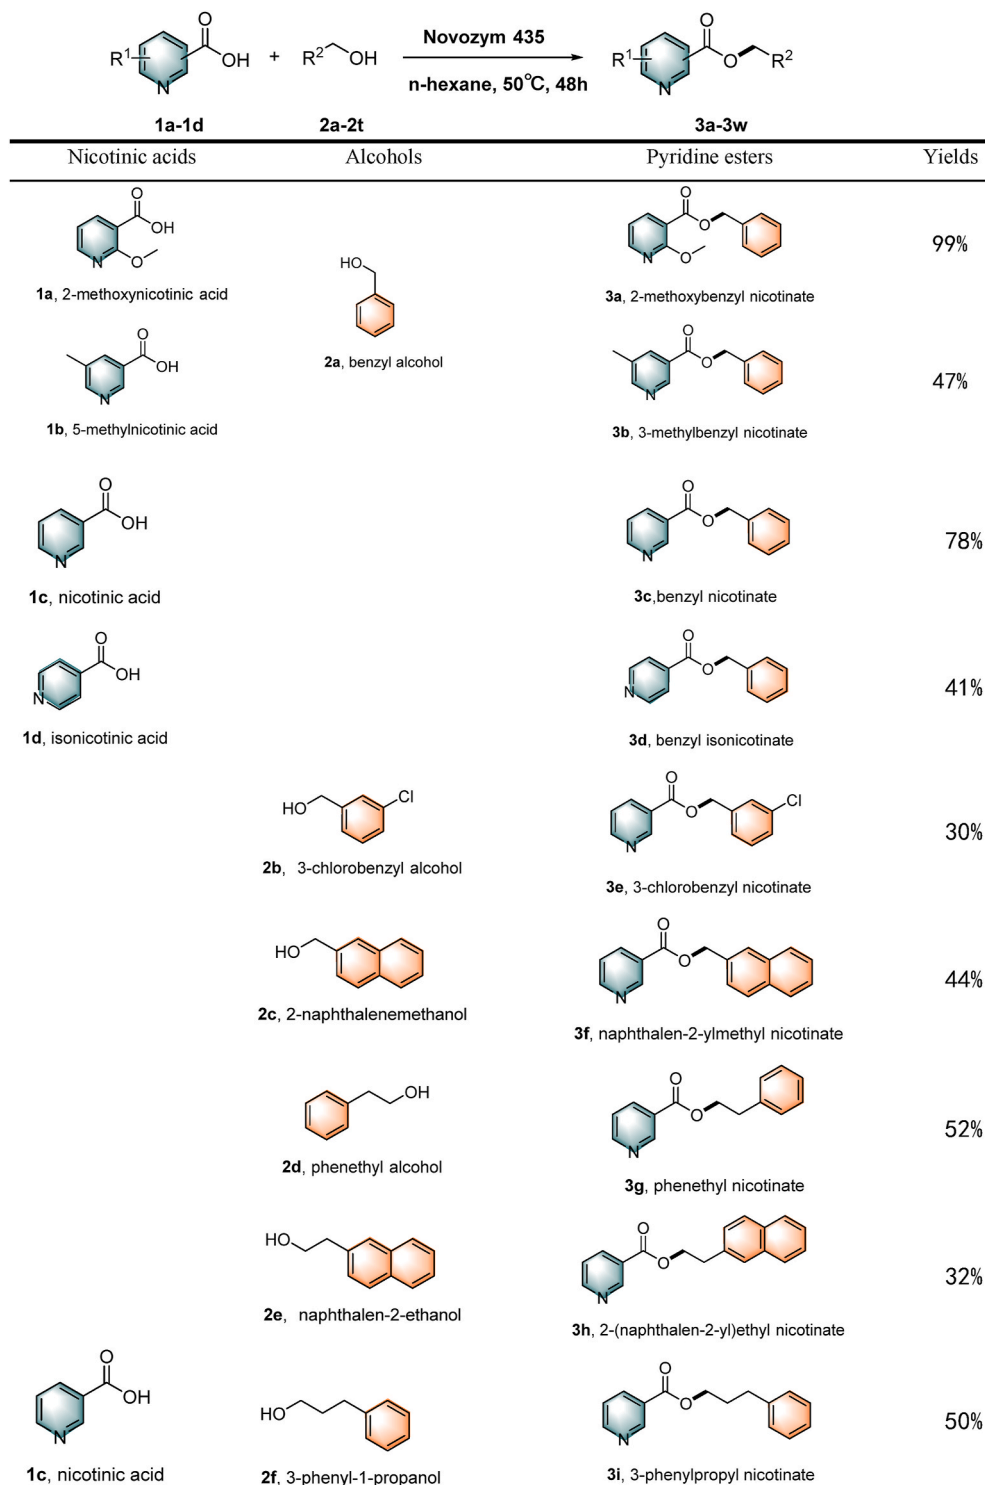 R¹ N O OH + R² OH Novozym 435 R¹ N O O R²
n-hexane, 50°C, 48h
1a-1d 2a-2t 3a-3w
Nicotinic acids Alcohols Pyridine esters Yields
O OH N O
HO
O O N O
99%
1a, 2-methoxynicotinic acid
3a, 2-methoxybenzyl nicotinate
2a, benzyl alcohol
O OH N
O O N
47%
1b, 5-methylnicotinic acid
3b, 3-methylbenzyl nicotinate
O OH N
O O N
78%
1c, nicotinic acid
3c,benzyl nicotinate
O OH N
O O N
41%
1d, isonicotinic acid
3d, benzyl isonicotinate
HO Cl
O O Cl N
30%
2b, 3-chlorobenzyl alcohol
3e, 3-chlorobenzyl nicotinate
HO
O O N
44%
2c, 2-naphthalenemethanol
3f, naphthalen-2-ylmethyl nicotinate
OH
O O N
52%
2d, phenethyl alcohol
3g, phenethyl nicotinate
HO
O O N
32%
2e, naphthalen-2-ethanol
3h, 2-(naphthalen-2-yl)ethyl nicotinate
O OH N
HO
O O N
50%
1c, nicotinic acid
2f, 3-phenyl-1-propanol
3i, 3-phenylpropyl nicotinate